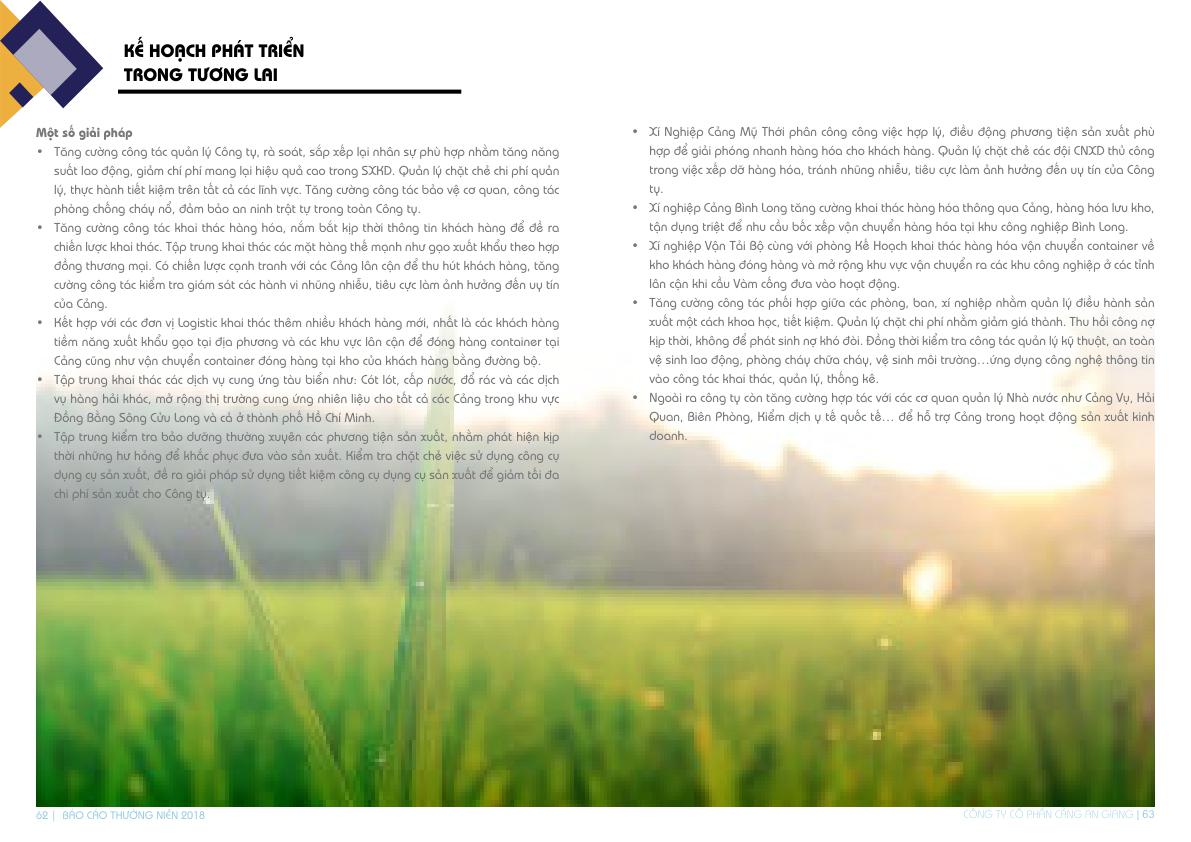 KẾ HOẠCH PHÁT TRIỂN
TRONG TƯƠNG LAI
Một số giải pháp
• Tăng cường công tác quản lý Công ty, rà soát, sắp xếp lại nhân sự phù hợp nhằm tăng năng
suất lao động, giảm chí phí mang lại hiệu quả cao trong SXKD. Quản lý chặt chẽ chi phí quản
lý, thực hành tiết kiệm trên tất cả các lĩnh vực. Tăng cường công tác bảo vệ cơ quan, công tác
phòng chống cháy nổ, đảm bảo an ninh trật tự trong toàn Công ty.
• Tăng cường công tác khai thác hàng hóa, nắm bắt kịp thời thông tin khách hàng để đề ra
chiến lược khai thác. Tập trung khai thác các mặt hàng thế mạnh như gạo xuất khẩu theo hợp
đồng thương mại. Có chiến lược cạnh tranh với các Cảng lân cận để thu hút khách hàng, tăng
cường công tác kiểm tra giám sát các hành vi nhũng nhiễu, tiêu cực làm ảnh hưởng đến uy tín
của Cảng.
• Kết hợp với các đơn vị Logistic khai thác thêm nhiều khách hàng mới, nhất là các khách hàng
tiềm năng xuất khẩu gạo tại địa phương và các khu vực lân cận để đóng hàng container tại
Cảng cũng như vận chuyển container đóng hàng tại kho của khách hàng bằng đường bộ.
• Tập trung khai thác các dịch vụ cung ứng tàu biển như: Cót lót, cấp nước, đổ rác và các dịch
vụ hàng hải khác, mở rộng thị trường cung ứng nhiên liệu cho tất cả các Cảng trong khu vực
Đồng Bằng Sông Cửu Long và cả ở thành phố Hồ Chí Minh.
• Tập trung kiểm tra bảo dưỡng thường xuyên các phương tiện sản xuất, nhằm phát hiện kịp
thời những hư hỏng để khắc phục đưa vào sản xuất. Kiểm tra chặt chẽ việc sử dụng công cụ
dụng cụ sản xuất, đề ra giải pháp sử dụng tiết kiệm công cụ dụng cụ sản xuất để giảm tối đa
chi phí sản xuất cho Công ty.
• Xí Nghiệp Cảng Mỹ Thới phân công công việc hợp lý, điều động phương tiện sản xuất phù
hợp để giải phóng nhanh hàng hóa cho khách hàng. Quản lý chặt chẽ các đội CNXD thủ công
trong việc xếp dỡ hàng hóa, tránh nhũng nhiễu, tiêu cực làm ảnh hưởng đến uy tín của Công
ty.
• Xí nghiệp Cảng Bình Long tăng cường khai thác hàng hóa thông qua Cảng, hàng hóa lưu kho,
tận dụng triệt để nhu cầu bốc xếp vận chuyển hàng hóa tại khu công nghiệp Bình Long.
• Xí nghiệp Vận Tải Bộ cùng với phòng Kế Hoạch khai thác hàng hóa vận chuyển container về
kho khách hàng đóng hàng và mở rộng khu vực vận chuyển ra các khu công nghiệp ở các tỉnh
lân cận khi cầu Vàm cống đưa vào hoạt động.
• Tăng cường công tác phối hợp giữa các phòng, ban, xí nghiệp nhằm quản lý điều hành sản
xuất một cách khoa học, tiết kiệm. Quản lý chặt chi phí nhằm giảm giá thành. Thu hồi công nợ
kịp thời, không để phát sinh nợ khó đòi. Đồng thời kiểm tra công tác quản lý kỹ thuật, an toàn
vệ sinh lao động, phòng cháy chữa cháy, vệ sinh môi trường…ứng dụng công nghệ thông tin
vào công tác khai thác, quản lý, thống kê.
• Ngoài ra công ty còn tăng cường hợp tác với các cơ quan quản lý Nhà nước như Cảng Vụ, Hải
Quan, Biên Phòng, Kiểm dịch y tế quốc tế… để hỗ trợ Cảng trong hoạt động sản xuất kinh
doanh.
62 | BÁO CÁO THƯỜNG NIÊN 2018
CÔNG TY CỔ PHẦN CẢNG AN GIANG | 63